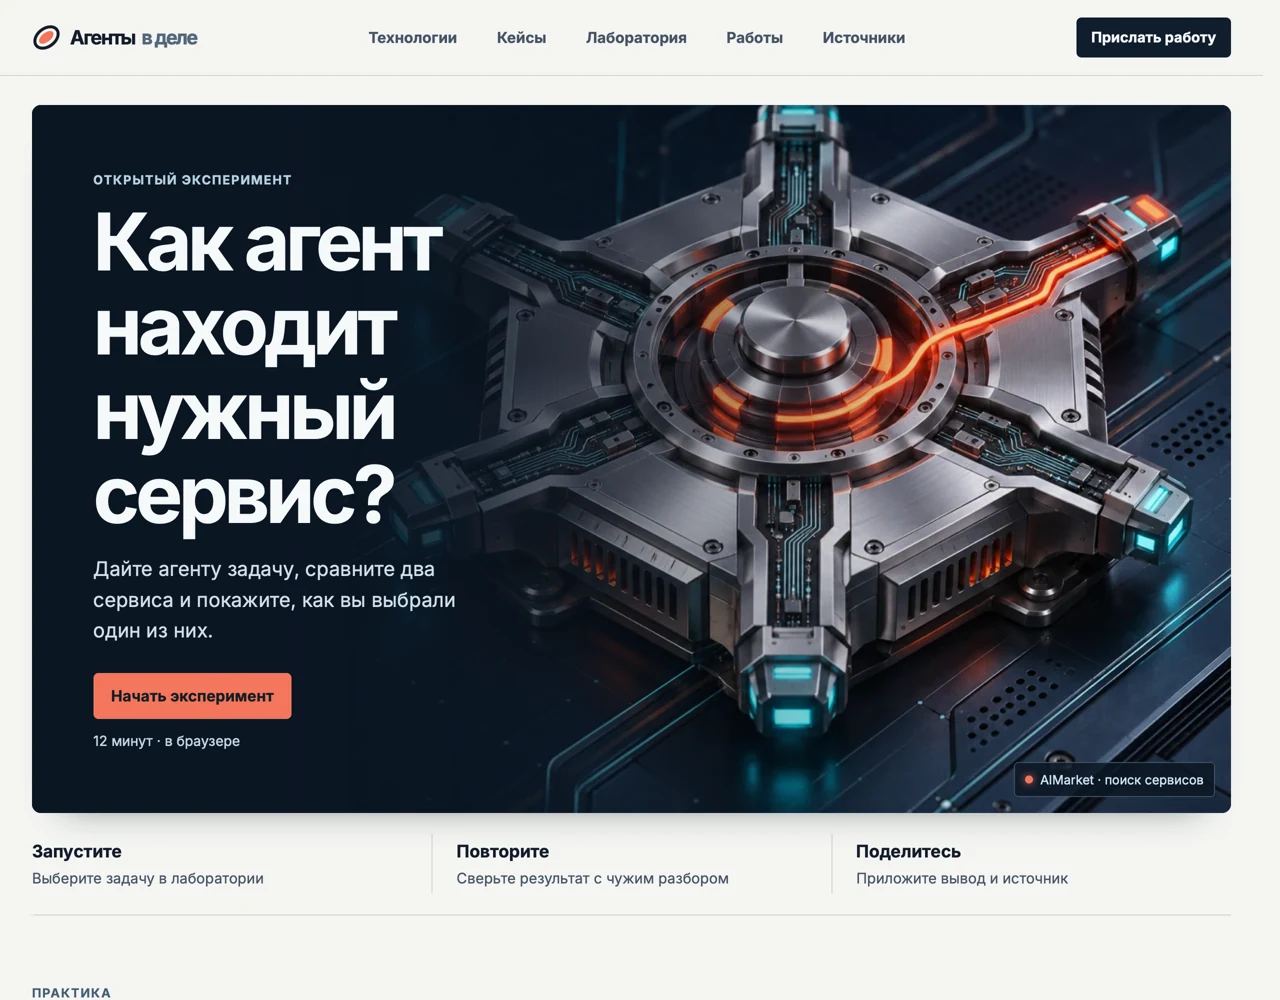 Агенты в деле
Технологии
Кейсы
Лаборатория
Работы
Источники
Прислать работу
ОТКРЫТЫЙ ЭКСПЕРИМЕНТ
Как агент
находит
нужный
сервис?
Дайте агенту задачу, сравните два
сервиса и покажите, как вы выбрали
один из них.
Начать эксперимент
12 минут · в браузере
AIMarket · поиск сервисов
Запустите
Выберите задачу в лаборатории
Повторите
Сверьте результат с чужим разбором
Поделитесь
Приложите вывод и источник
ПРАКТИКА